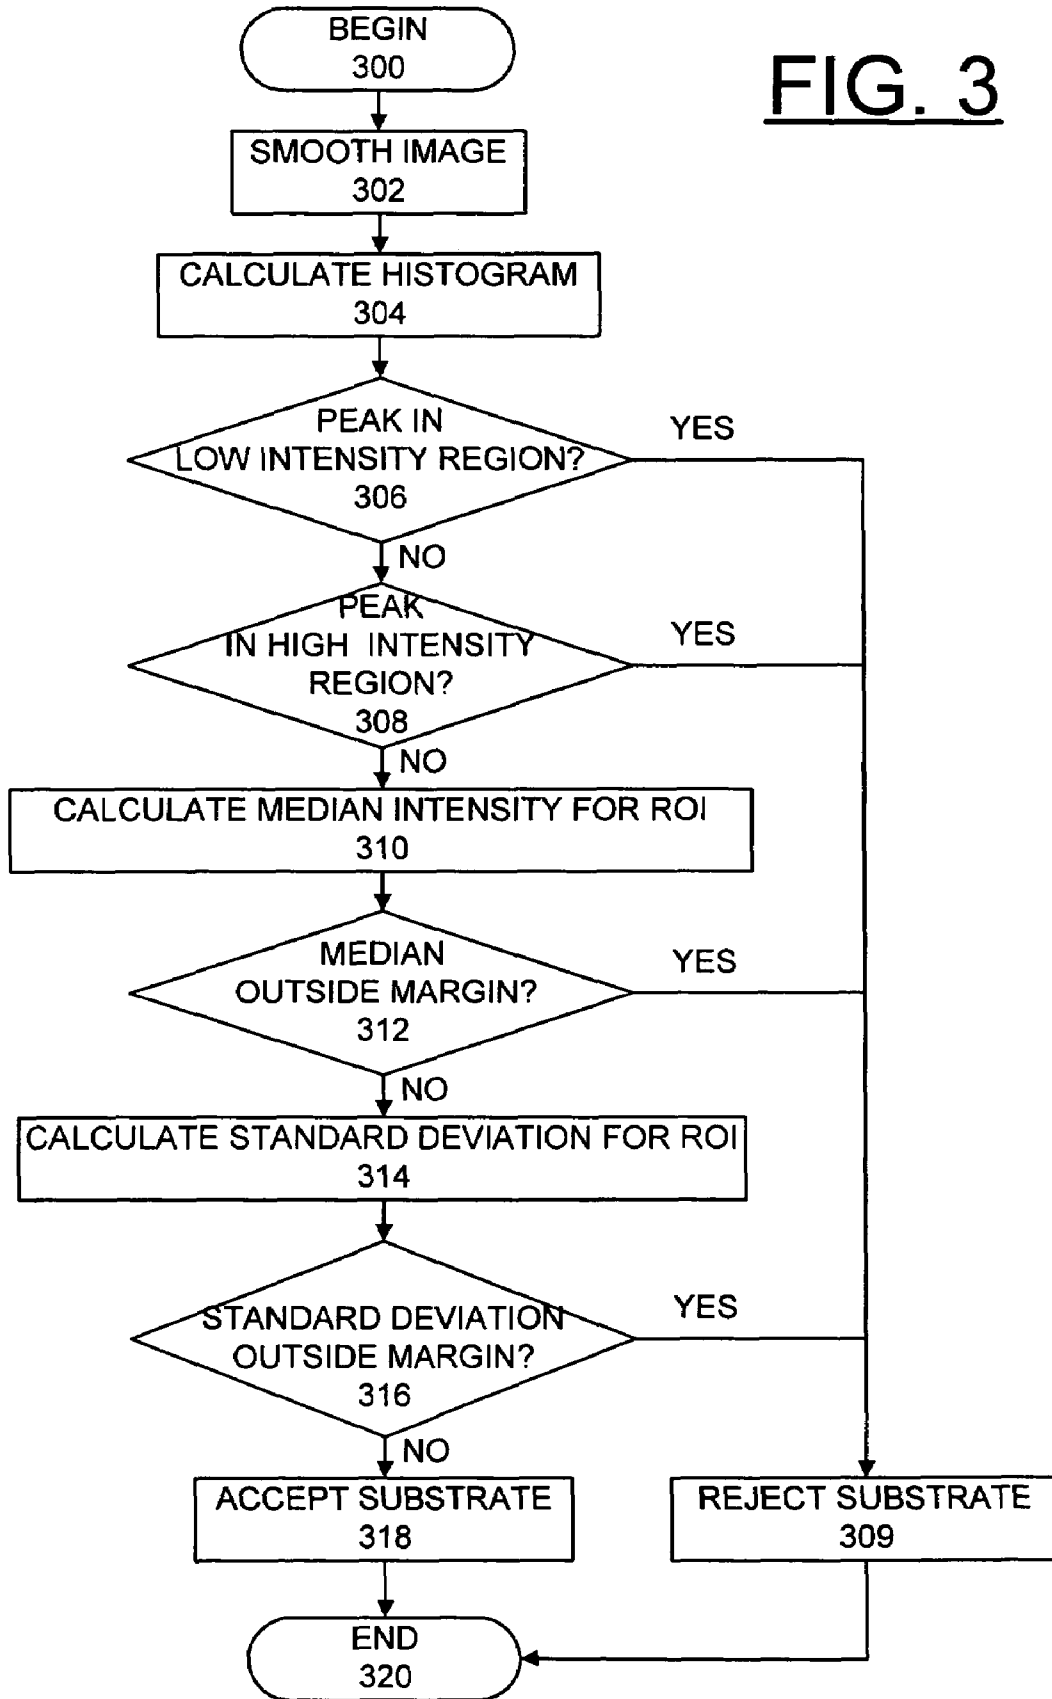 BEGIN
300
FIG. 3
SMOOTH IMAGE
302
CALCULATE HISTOGRAM
304
PEAK IN
LOW INTENSITY REGION?
306
YES
NO
PEAK
IN HIGH INTENSITY
REGION?
308
YES
NO
CALCULATE MEDIAN INTENSITY FOR ROI
310
MEDIAN
OUTSIDE MARGIN?
312
YES
NO
CALCULATE STANDARD DEVIATION FOR ROI
314
STANDARD DEVIATION
OUTSIDE MARGIN?
316
YES
NO
ACCEPT SUBSTRATE
318
REJECT SUBSTRATE
309
END
320